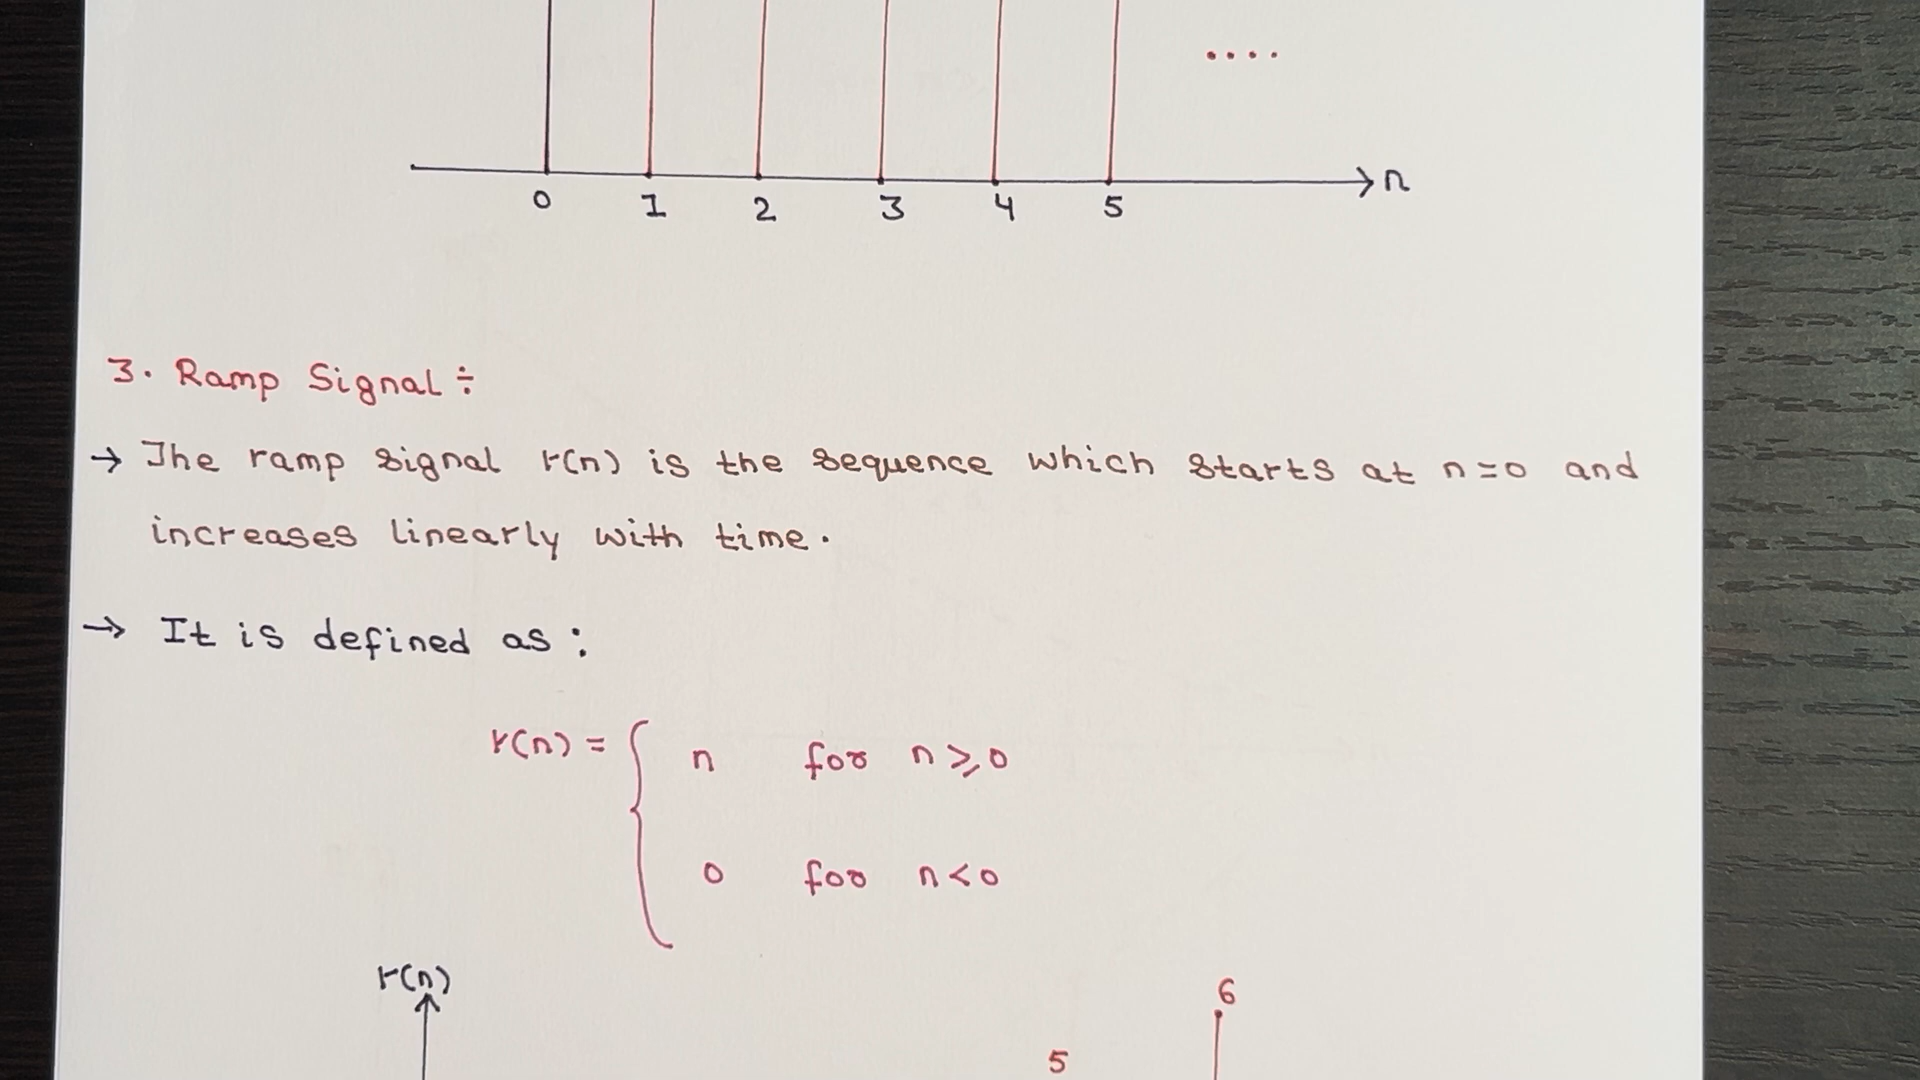 ....
n
0 1 2 3 4 5
3. Ramp Signal ÷
→ The ramp signal r(n) is the sequence which starts at n=0 and
increases linearly with time.
→ It is defined as :
r(n) = { n for n ≥ 0
0 for n < 0
r(n)
6
5